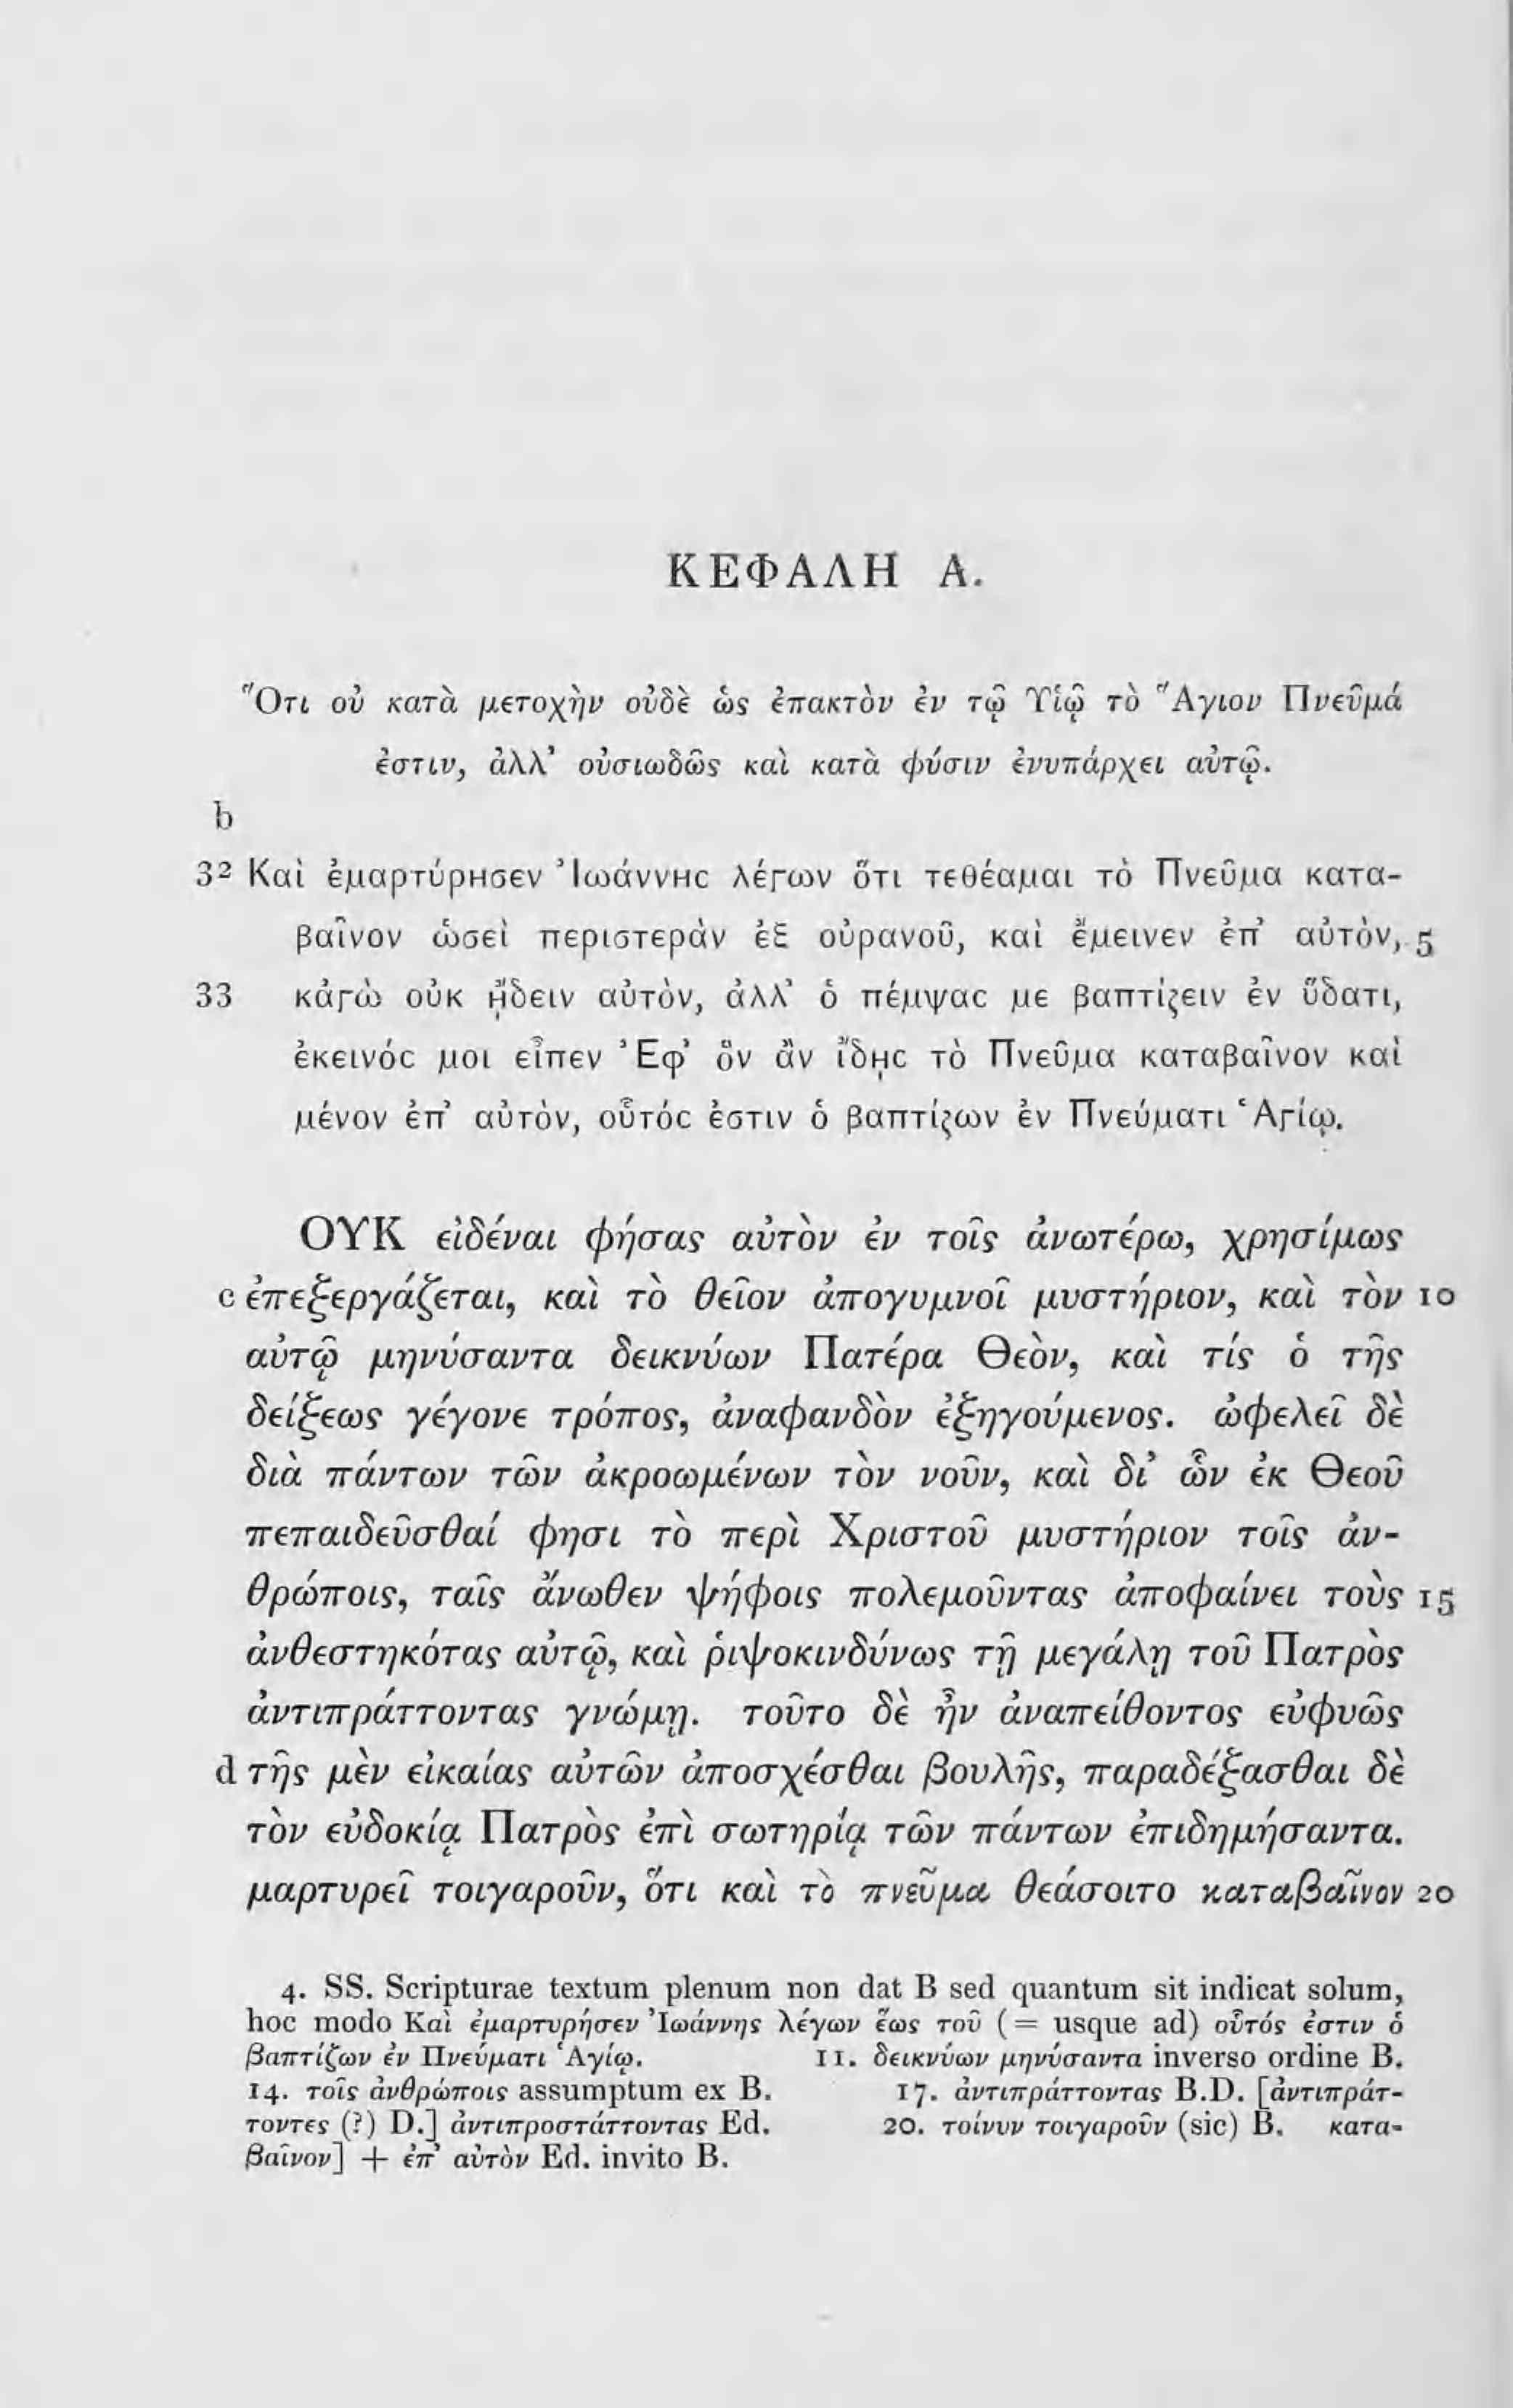 ΚΕΦΑΛΗ Α.
Ὅτι οὐ κατὰ μετοχὴν οὐδὲ ὡς ἐπακτὸν ἐν τῷ Υἱῷ τὸ Ἅγιον Πνεῦμά
ἐστιν, ἀλλ’ οὐσιωδῶς καὶ κατὰ φύσιν ἐνυπάρχει αὐτῷ.
b
32 Καὶ ἐμαρτύρησεν Ἰωάννης λέγων ὅτι τεθέαμαι τὸ Πνεῦμα κατα-
βαῖνον ὡσεὶ περιστερὰν ἐξ οὐρανοῦ, καὶ ἔμεινεν ἐπ’ αὐτὸν, 5
33 κἀγὼ οὐκ ᾔδειν αὐτὸν, ἀλλ’ ὁ πέμψας με βαπτίζειν ἐν ὕδατι,
ἐκεινός μοι εἶπεν Ἐφ’ ὃν ἂν ἴδῃς τὸ Πνεῦμα καταβαῖνον καὶ
μένον ἐπ’ αὐτὸν, οὗτός ἐστιν ὁ βαπτίζων ἐν Πνεύματι Ἁγίῳ.
ΟΥΚ εἰδέναι φήσας αὐτὸν ἐν τοῖς ἀνωτέρω, χρησίμως
c ἐπεξεργάζεται, καὶ τὸ θεῖον ἀπογυμνοῖ μυστήριον, καὶ τὸν 10
αὐτῷ μηνύσαντα δεικνύων Πατέρα Θεὸν, καὶ τίς ὁ τῆς
δείξεως γέγονε τρόπος, ἀναφανδὸν ἐξηγούμενος. ὠφελεῖ δὲ
διὰ πάντων τῶν ἀκροωμένων τὸν νοῦν, καὶ δι’ ὧν ἐκ Θεοῦ
πεπαιδεῦσθαί φησι τὸ περὶ Χριστοῦ μυστήριον τοῖς ἀν-
θρώποις, ταῖς ἄνωθεν ψήφοις πολεμοῦντας ἀποφαίνει τοὺς 15
ἀνθεστηκότας αὐτῷ, καὶ ῥιψοκινδύνως τῇ μεγάλῃ τοῦ Πατρὸς
ἀντιπράττοντας γνώμῃ. τοῦτο δὲ ἦν ἀναπείθοντος εὐφυῶς
d τῆς μὲν εἰκαίας αὐτῶν ἀποσχέσθαι βουλῆς, παραδέξασθαι δὲ
τὸν εὐδοκίᾳ Πατρὸς ἐπὶ σωτηρίᾳ τῶν πάντων ἐπιδημήσαντα.
μαρτυρεῖ τοιγαροῦν, ὅτι καὶ τὸ πνεῦμα θεάσοιτο καταβαῖνον 20
4. SS. Scripturae textum plenum non dat B sed quantum sit indicat solum,
hoc modo Καὶ ἐμαρτυρήσεν Ἰωάννης λέγων ἕως τοῦ (= usque ad) οὗτός ἐστιν ὁ
βαπτίζων ἐν Πνεύματι Ἁγίῳ. 11. δεικνύων μηνύσαντα inverso ordine B.
14. τοῖς ἀνθρώποις assumptum ex B. 17. ἀντιπράττοντας B.D. [ἀντιπράτ-
τοντες (?) D.] ἀντιπροστάττοντας Ed. 20. τοίνυν τοιγαροῦν (sic) B. κατα-
βαῖνον] + ἐπ’ αὐτὸν Ed. invito B.